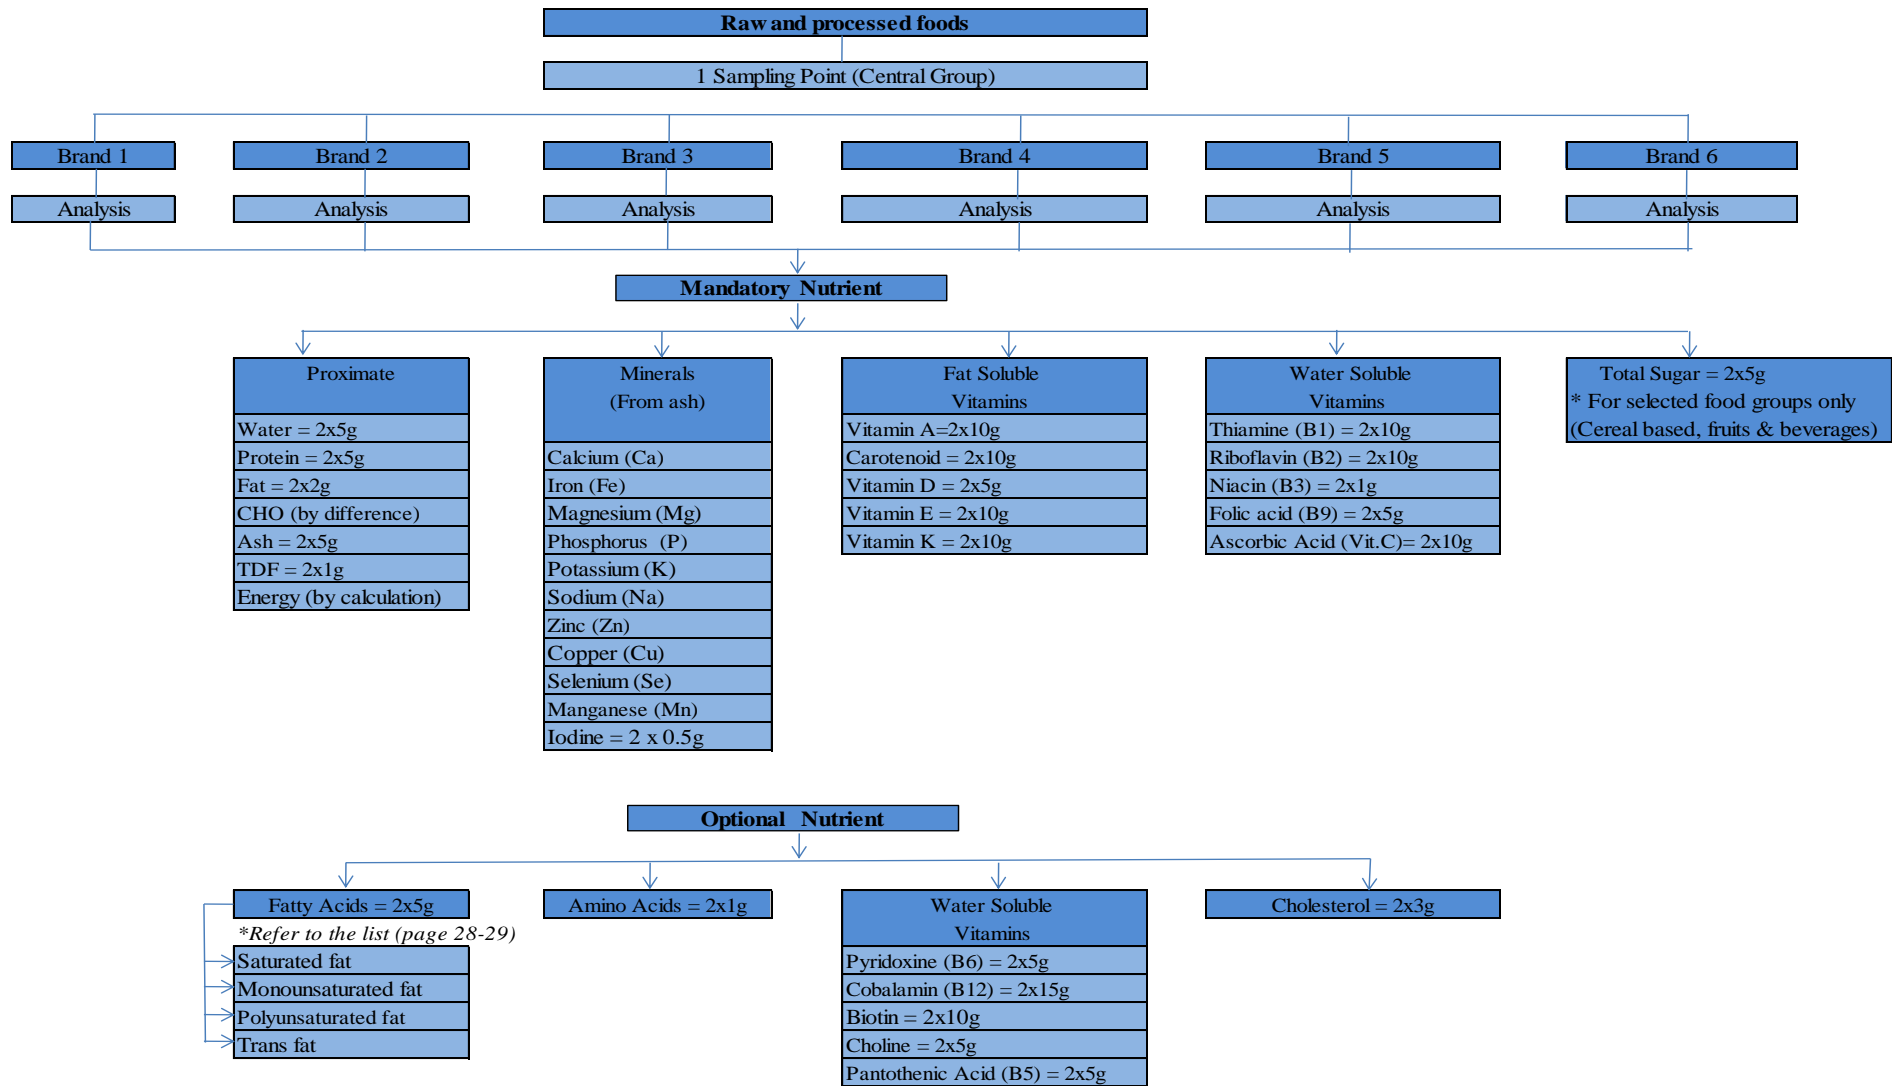 Raw and processed foods
1 Sampling Point (Central Group)
Brand 1
Brand 2
Brand 3
Brand 4
Brand 5
Brand 6
Analysis
Analysis
Analysis
Analysis
Analysis
Analysis
Mandatory Nutrient
Proximate
Water = 2x5g
Protein = 2x5g
Fat = 2x2g
CHO (by difference)
Ash = 2x5g
TDF = 2x1g
Energy (by calculation)
Minerals
(From ash)
Calcium (Ca)
Iron (Fe)
Magnesium (Mg)
Phosphorus (P)
Potassium (K)
Sodium (Na)
Zinc (Zn)
Copper (Cu)
Selenium (Se)
Manganese (Mn)
Iodine = 2 x 0.5g
Fat Soluble
Vitamins
Vitamin A=2x10g
Carotenoid = 2x10g
Vitamin D = 2x5g
Vitamin E = 2x10g
Vitamin K = 2x10g
Water Soluble
Vitamins
Thiamine (B1) = 2x10g
Riboflavin (B2) = 2x10g
Niacin (B3) = 2x1g
Folic acid (B9) = 2x5g
Ascorbic Acid (Vit.C)= 2x10g
Total Sugar = 2x5g
* For selected food groups only
(Cereal based, fruits & beverages)
Optional Nutrient
Fatty Acids = 2x5g
*Refer to the list (page 28-29)
Saturated fat
Monounsaturated fat
Polyunsaturated fat
Trans fat
Amino Acids = 2x1g
Water Soluble
Vitamins
Pyridoxine (B6) = 2x5g
Cobalamin (B12) = 2x15g
Biotin = 2x10g
Choline = 2x5g
Pantothenic Acid (B5) = 2x5g
Cholesterol = 2x3g